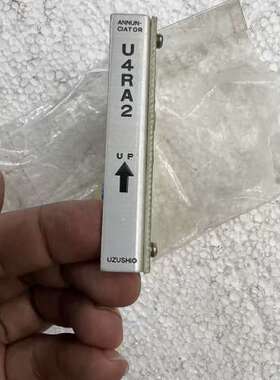 ANNUN-
CIATOR
U4RA2
UP
UZUSHIO